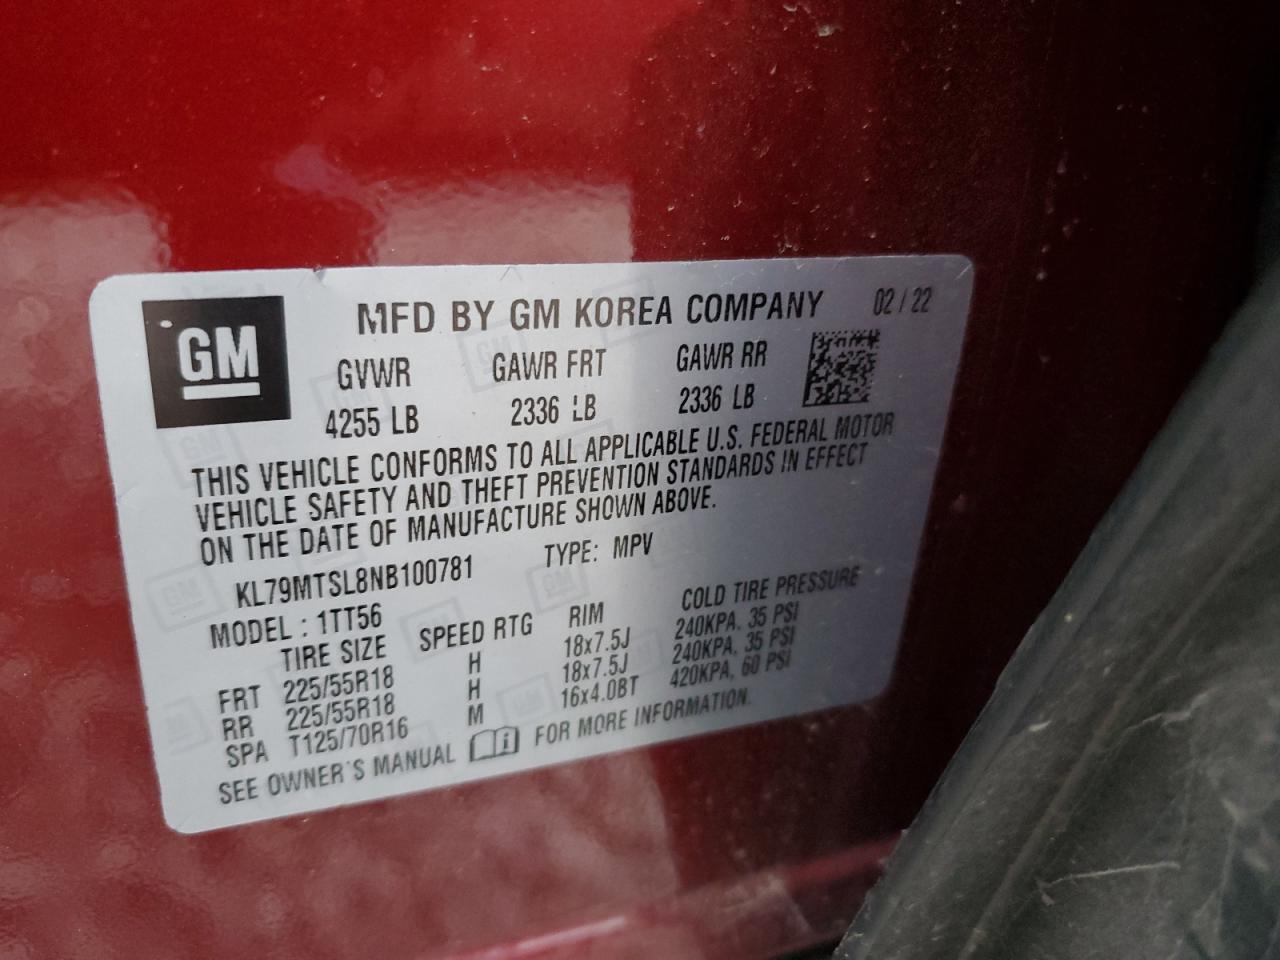 GM
MFD BY GM KOREA COMPANY 02 / 22
GVWR GAWR FRT GAWR RR
4255 LB 2336 LB 2336 LB
THIS VEHICLE CONFORMS TO ALL APPLICABLE U.S. FEDERAL MOTOR
VEHICLE SAFETY AND THEFT PREVENTION STANDARDS IN EFFECT
ON THE DATE OF MANUFACTURE SHOWN ABOVE.
KL79MTSL8NB100781 TYPE: MPV
MODEL : 1TT56
TIRE SIZE SPEED RTG RIM COLD TIRE PRESSURE
FRT 225/55R18 H 18x7.5J 240KPA, 35 PSI
RR 225/55R18 H 18x7.5J 240KPA, 35 PSI
SPA T125/70R16 M 16x4.0BT 420KPA, 60 PSI
SEE OWNER'S MANUAL FOR MORE INFORMATION.